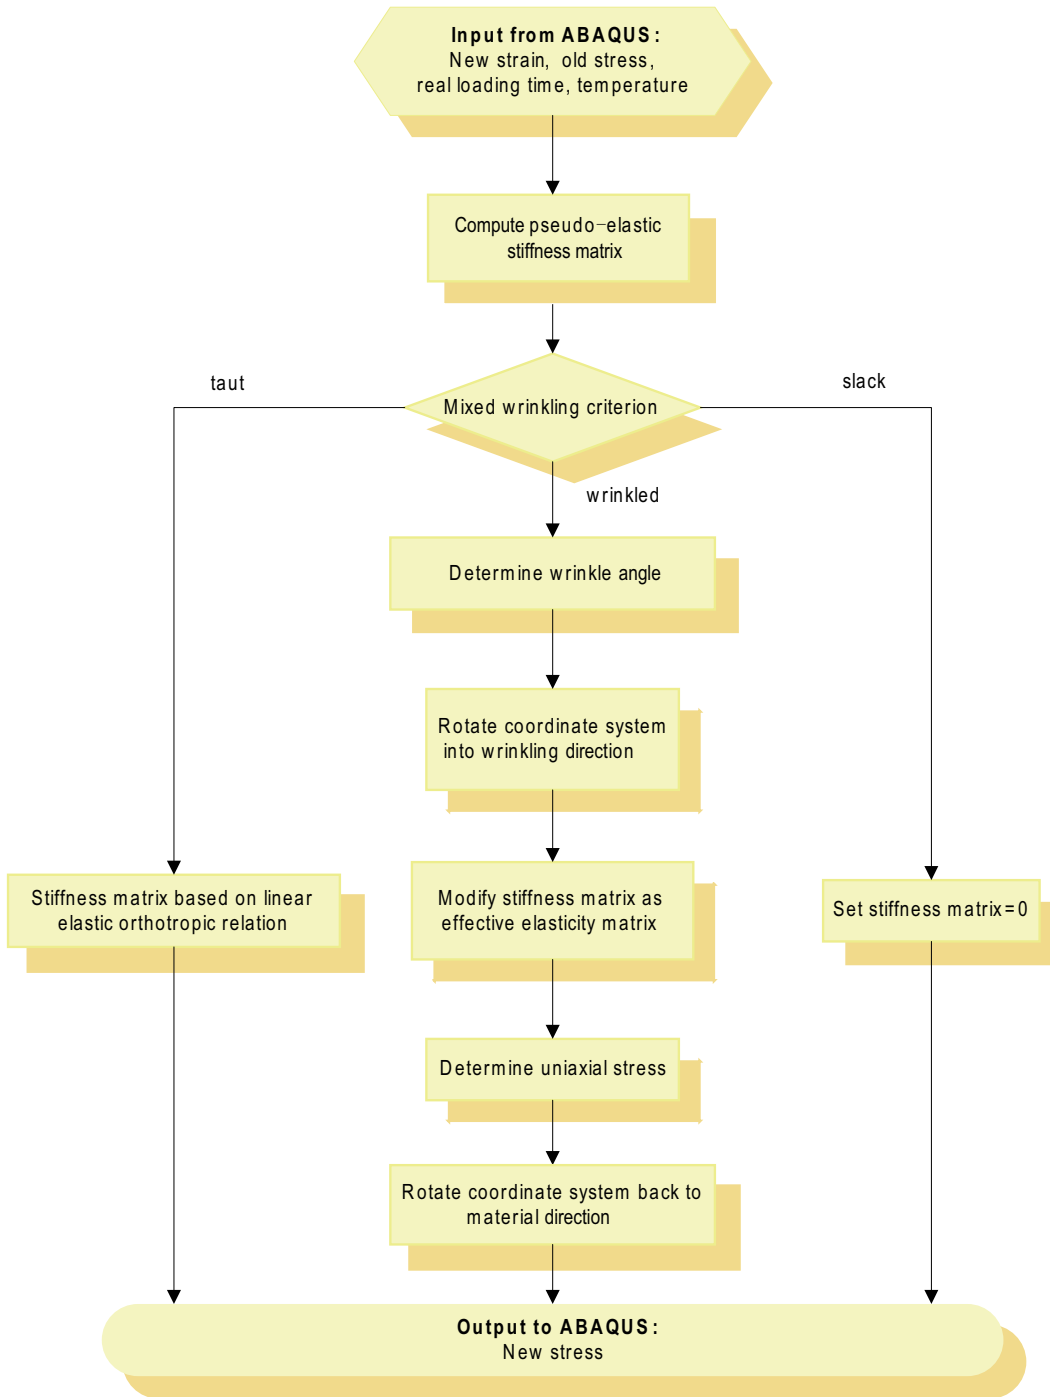 Input from ABAQUS:
New strain, old stress,
real loading time, temperature
Compute pseudo-elastic
stiffness matrix
taut
slack
Mixed wrinkling criterion
wrinkled
Determine wrinkle angle
Rotate coordinate system
into wrinkling direction
Stiffness matrix based on linear
elastic orthotropic relation
Modify stiffness matrix as
effective elasticity matrix
Set stiffness matrix=0
Determine uniaxial stress
Rotate coordinate system back to
material direction
Output to ABAQUS:
New stress